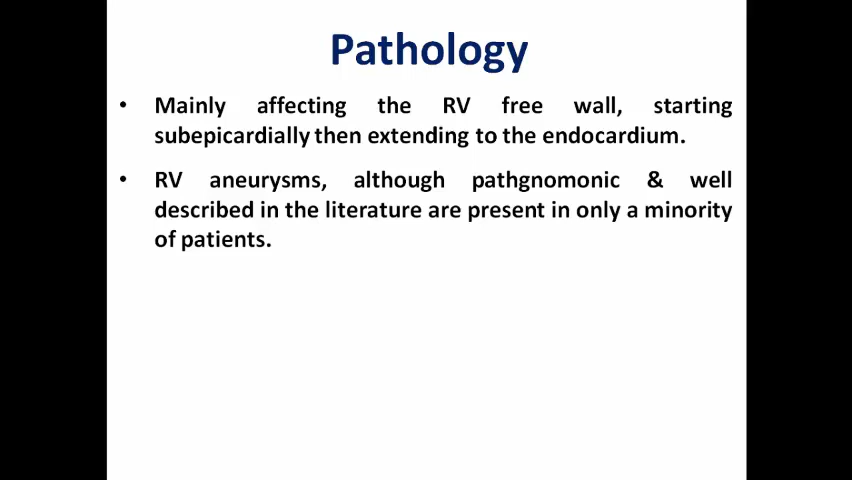 Pathology
• Mainly affecting the RV free wall, starting
subepicardially then extending to the endocardium.
• RV aneurysms, although pathgnomonic & well
described in the literature are present in only a minority
of patients.